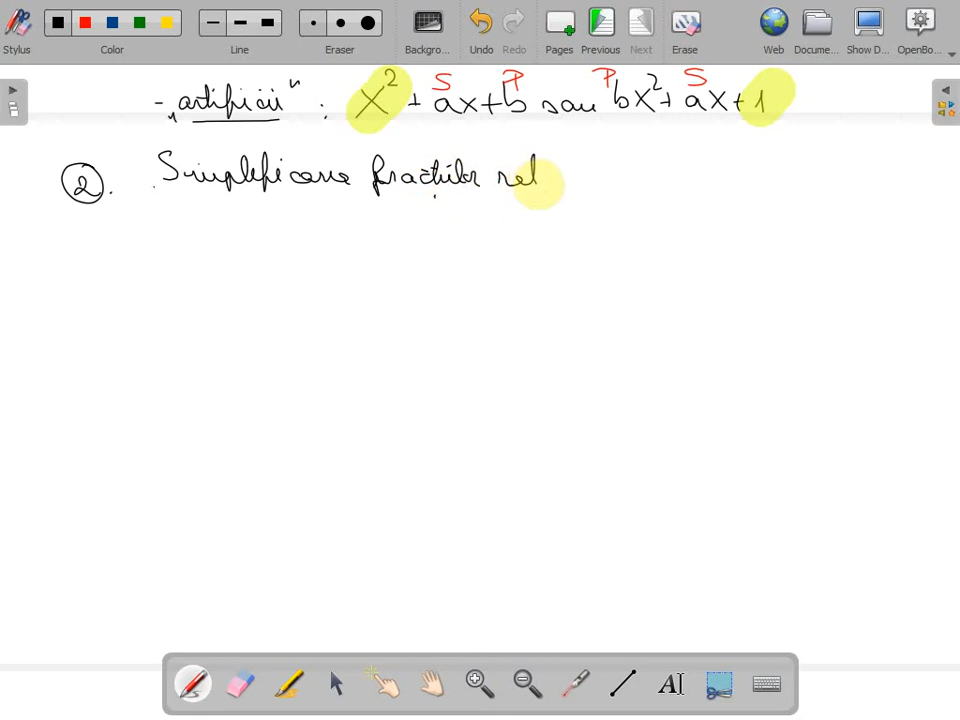 Stylus Color Line Eraser Backgro... Undo Redo Pages Previous Next Erase Web Docume... Show D... OpenBo...
- „artificii" : X² + ax + b sau bx² + ax + 1
S P P S
②. Simplificarea fracțiilor rel
A